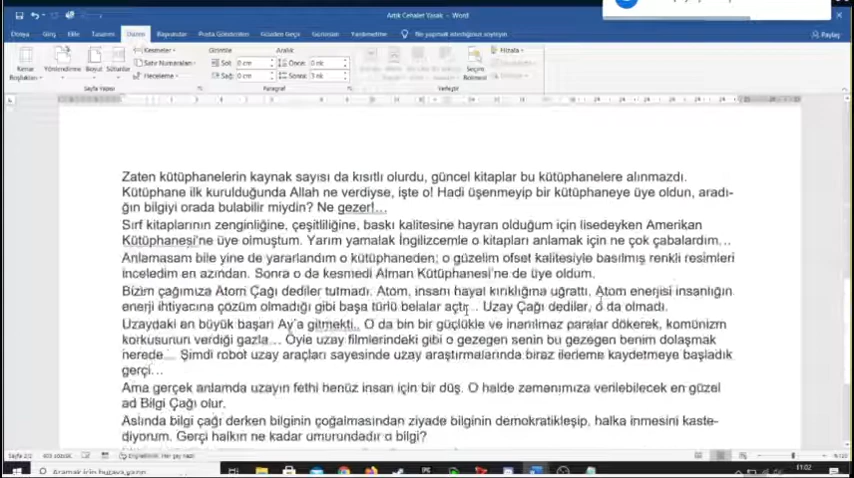 Artık Cehalet Yasak - Word
Dosya Giriş Ekle Tasarım Düzen Başvurular Posta Gönderileri Gözden Geçir Görünüm Yardım Ne yapmak istediğinizi söyleyin Paylaş
Kesmeler Girintile Aralık Hizala
Satır Numaraları Sol: 0 cm Önce: 0 nk
Heceleme Sağ: 0 cm Sonra: 3 nk
Kenar Boşlukları Yönlendirme Boyut Sütunlar Seçim Bölmesi
Sayfa Yapısı Paragraf Yerleştir
Zaten kütüphanelerin kaynak sayısı da kısıtlı olurdu, güncel kitaplar bu kütüphanelere alınmazdı.
Kütüphane ilk kurulduğunda Allah ne verdiyse, işte o! Hadi üşenmeyip bir kütüphaneye üye oldun, aradı-
ğın bilgiyi orada bulabilir miydin? Ne gezer!...
Sırf kitaplarının zenginliğine, çeşitliliğine, baskı kalitesine hayran olduğum için lisedeyken Amerikan
Kütüphanesi'ne üye olmuştum. Yarım yamalak İngilizcemle o kitapları anlamak için ne çok çabalardım…
Anlamasam bile yine de yararlandım o kütüphaneden; o güzelim ofset kalitesiyle basılmış renkli resimleri
inceledim en azından. Sonra o da kesmedi Alman Kütüphanesi'ne de üye oldum.
Bizim çağımıza Atom Çağı dediler tutmadı. Atom, insanı hayal kırıklığına uğrattı. Atom enerjisi insanlığın
enerji ihtiyacına çözüm olmadığı gibi başa türlü belalar açtı… Uzay Çağı dediler, o da olmadı.
Uzaydaki en büyük başarı Ay'a gitmekti.. O da bin bir güçlükle ve inanılmaz paralar dökerek, komünizm
korkusunun verdiği gazla… Öyle uzay filmlerindeki gibi o gezegen senin bu gezegen benim dolaşmak
nerede… Şimdi robot uzay araçları sayesinde uzay araştırmalarında biraz ilerleme kaydetmeye başladık
gerçi…
Ama gerçek anlamda uzayın fethi henüz insan için bir düş. O halde zamanımıza verilebilecek en güzel
ad Bilgi Çağı olur.
Aslında bilgi çağı derken bilginin çoğalmasından ziyade bilginin demokratikleşip, halka inmesini kaste-
diyorum. Gerçi halkın ne kadar umurundadır o bilgi?
Aramak için buraya yazın
11:02